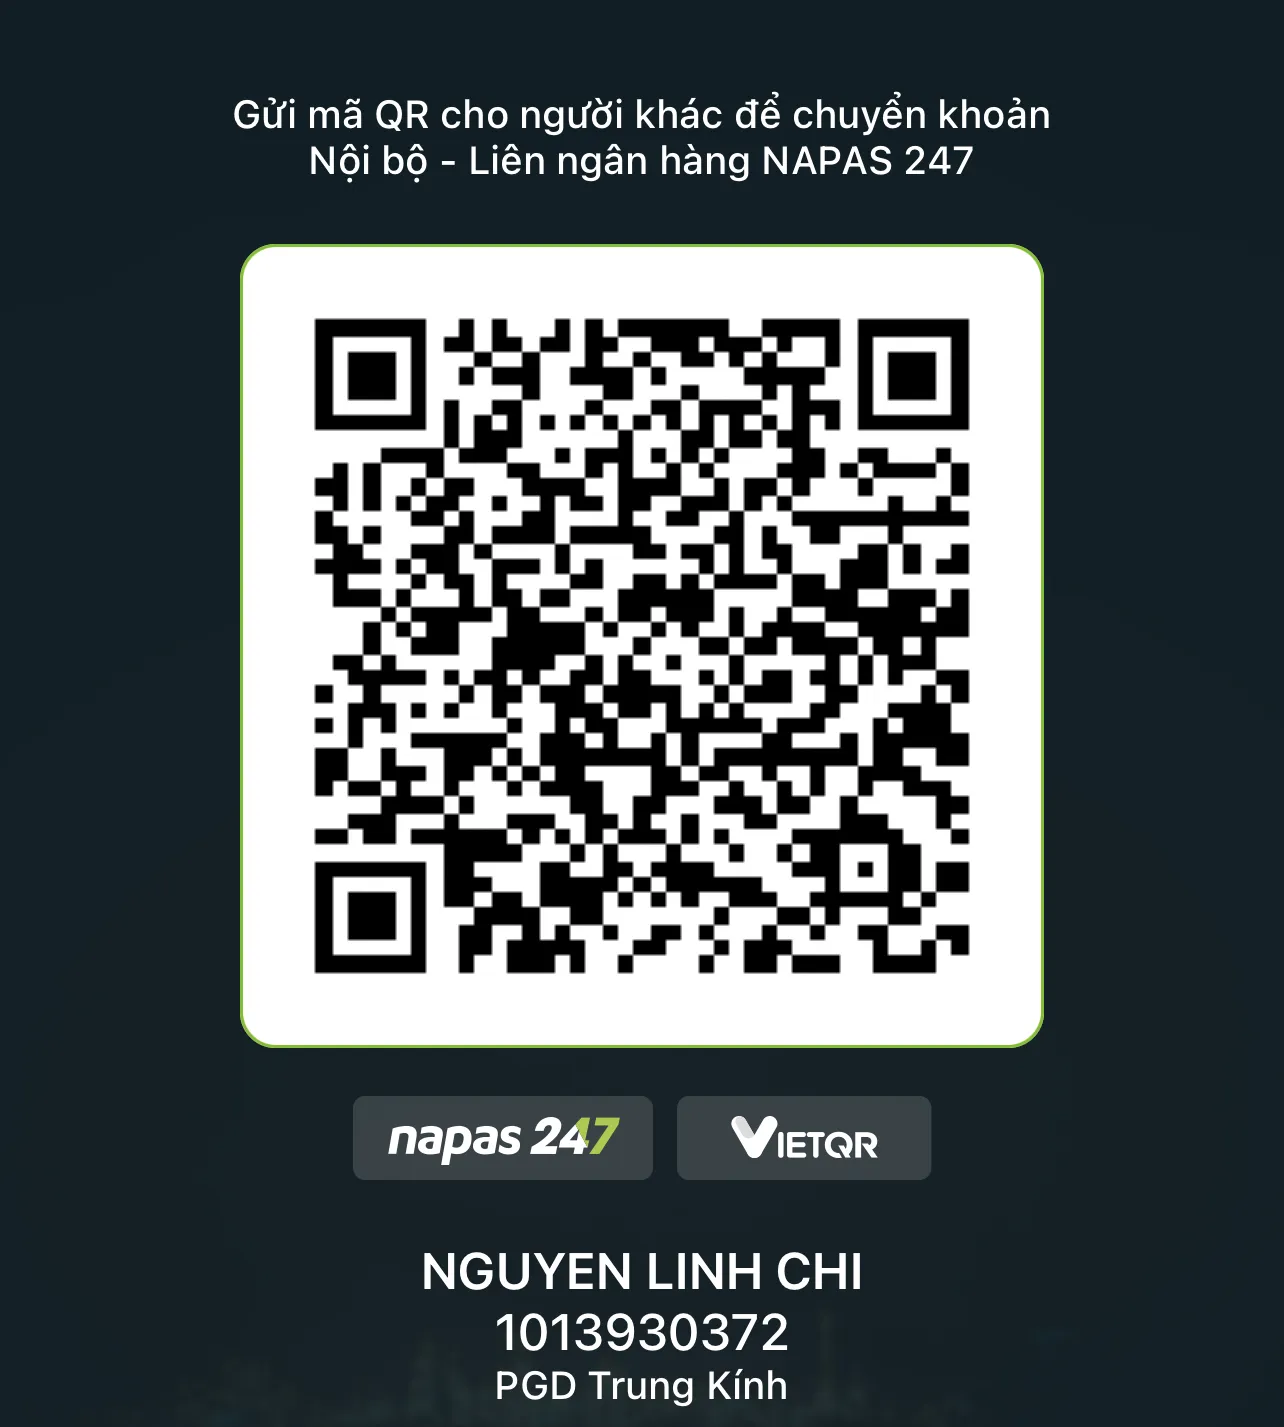 Gửi mã QR cho người khác để chuyển khoản
Nội bộ - Liên ngân hàng NAPAS 247
napas 247
VIETQR
NGUYEN LINH CHI
1013930372
PGD Trung Kính